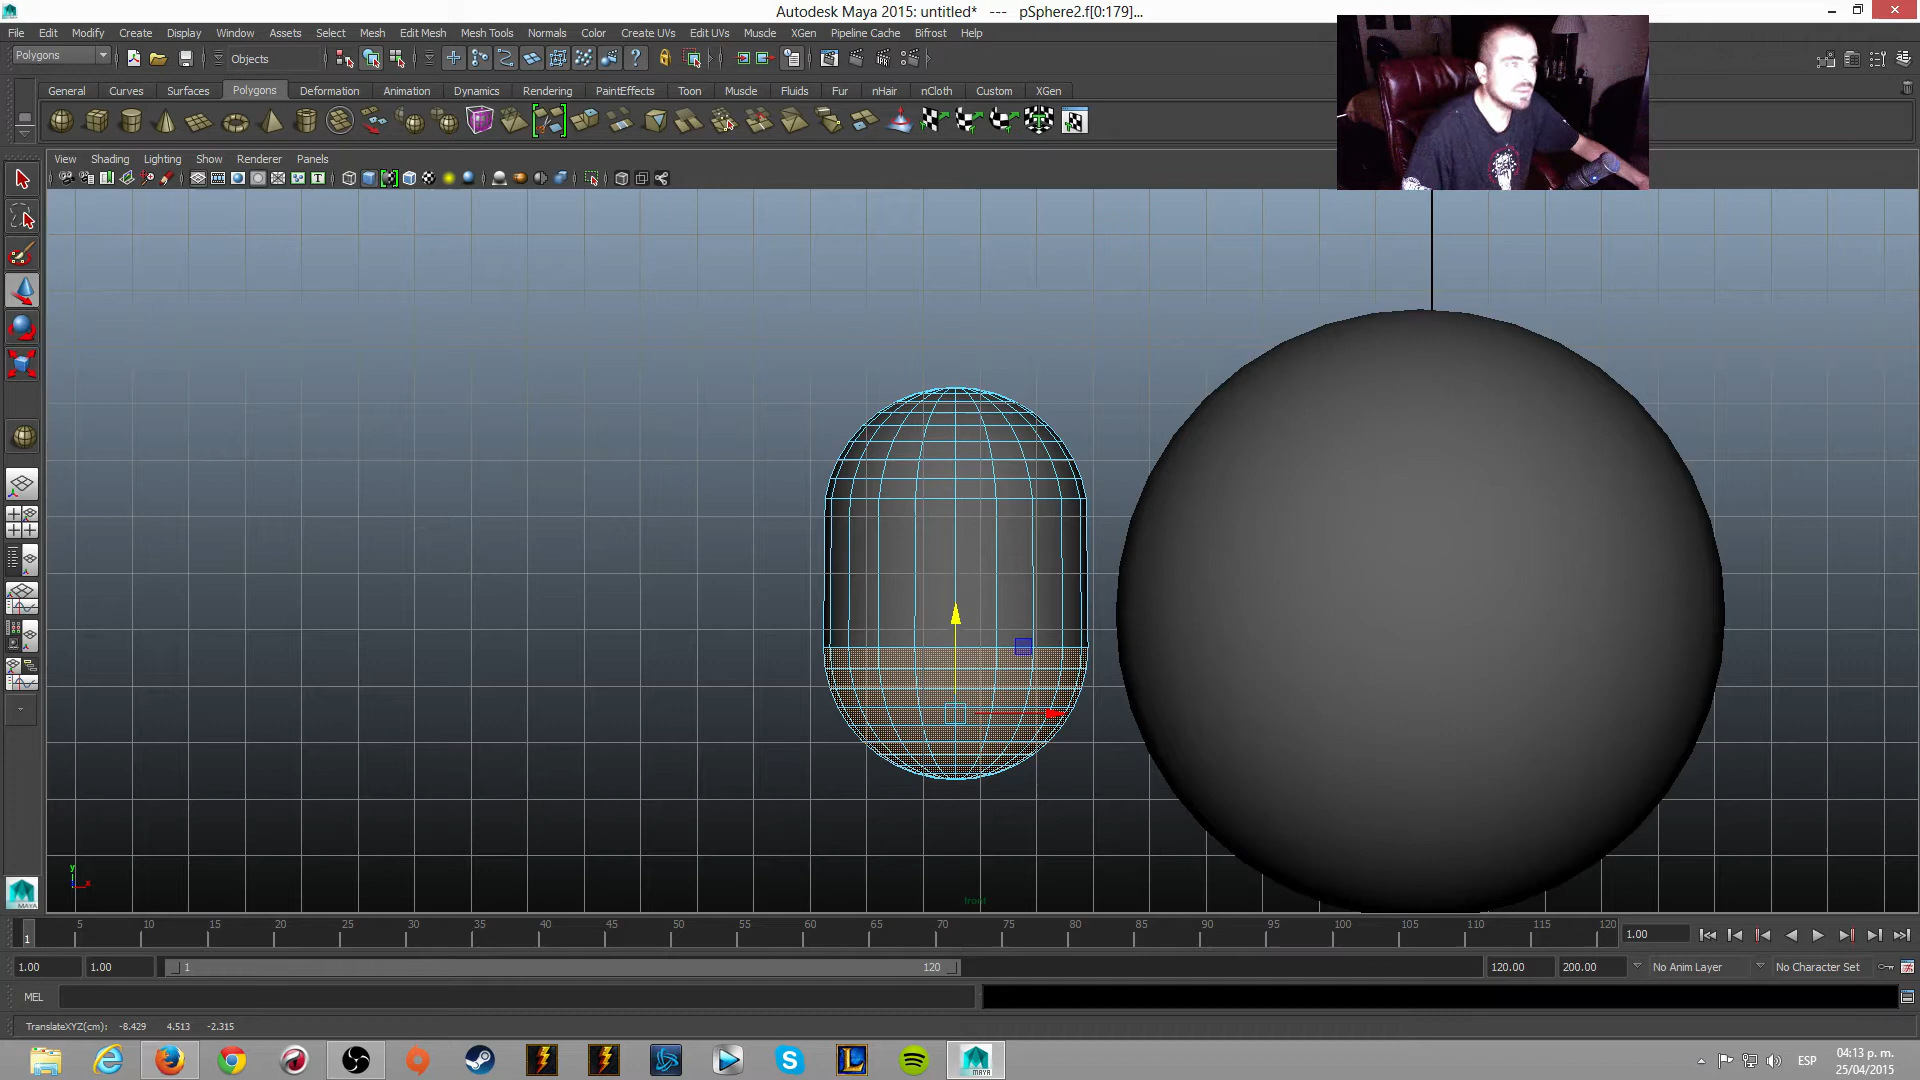 Autodesk Maya 2015: untitled* --- pSphere2.f[0:179]...
File Edit Modify Create Display Window Assets Select Mesh Edit Mesh Mesh Tools Normals Color Create UVs Edit UVs Muscle XGen Pipeline Cache Bifrost Help
Polygons Objects
General Curves Surfaces Polygons Deformation Animation Dynamics Rendering PaintEffects Toon Muscle Fluids Fur nHair nCloth Custom XGen
View Shading Lighting Show Renderer Panels
y
x
front
MAYA
5 10 15 20 25 30 35 40 45 50 55 60 65 70 75 80 85 90 95 100 105 110 115 120
1
1.00
1.00 1.00 1 120 120.00 200.00 No Anim Layer No Character Set
MEL
TranslateXYZ(cm): -8.429 4.513 -2.315
MAYA
ESP
04:13 p. m.
25/04/2015